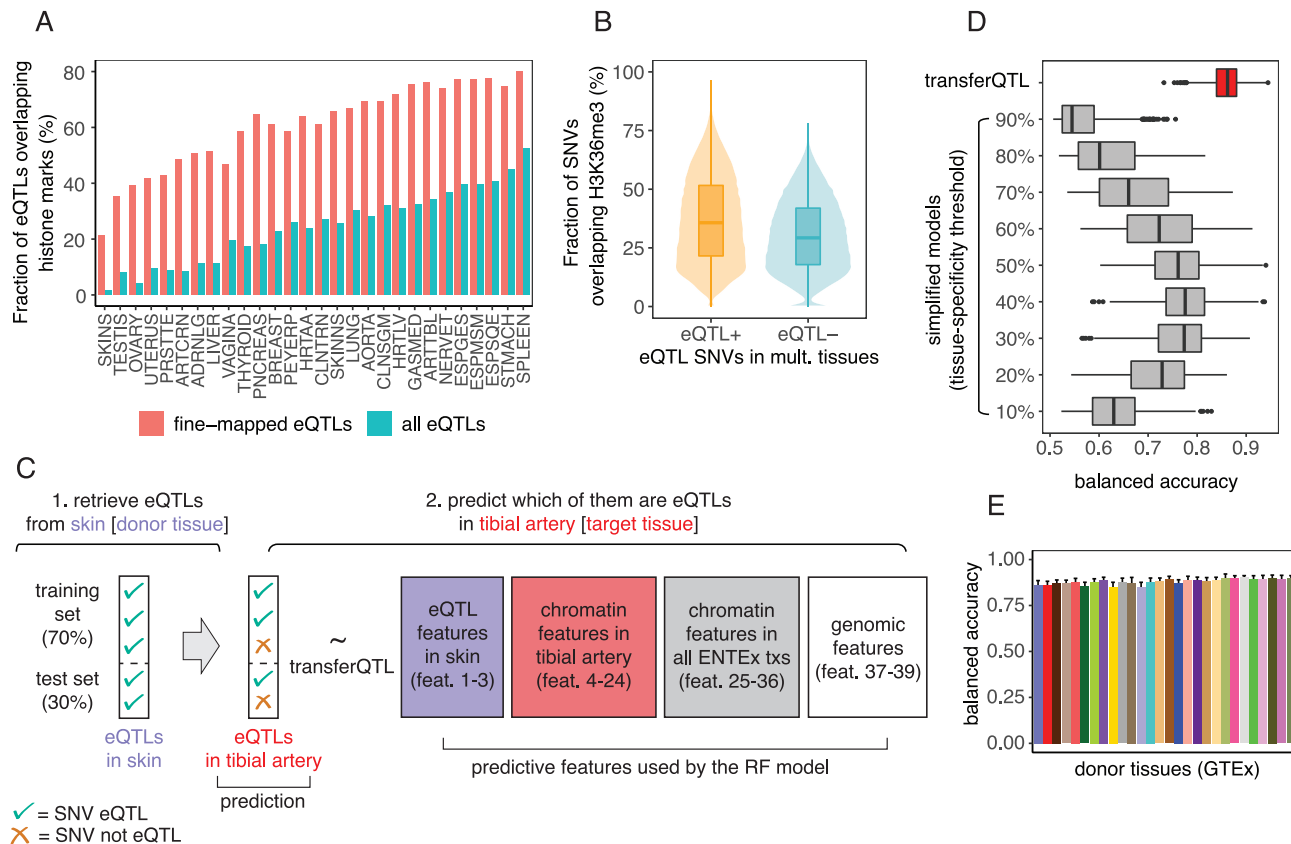 A
Fraction of eQTLs overlapping
histone marks (%)
80
60
40
20
0
SKINS
TESTIS
OVARY
UTERUS
PRSTTE
ARTCRN
ADRNLG
LIVER
VAGINA
THYROID
PNCREAS
BREAST
PEYERP
HRTAA
CLNTRN
SKINNS
LUNG
AORTA
CLNSGM
HRTLV
GASMED
ARTTBL
NERVET
ESPGES
ESPMSM
ESPSQE
STMACH
SPLEEN
fine−mapped eQTLs
all eQTLs
B
Fraction of SNVs
overlapping H3K36me3 (%)
100
75
50
25
0
eQTL+
eQTL−
eQTL SNVs in mult. tissues
D
transferQTL
simplified models
(tissue-specificity threshold)
90%
80%
70%
60%
50%
40%
30%
20%
10%
0.5 0.6 0.7 0.8 0.9
balanced accuracy
C
1. retrieve eQTLs
from skin [donor tissue]
2. predict which of them are eQTLs
in tibial artery [target tissue]
training
set
(70%)
test set
(30%)
eQTLs
in skin
eQTLs
in tibial artery
prediction
~
transferQTL
eQTL
features
in skin
(feat. 1-3)
chromatin
features in
tibial artery
(feat. 4-24)
chromatin
features in
all ENTEx txs
(feat. 25-36)
genomic
features
(feat. 37-39)
predictive features used by the RF model
= SNV eQTL
= SNV not eQTL
E
balanced accuracy
1.00
0.75
0.50
0.25
0.00
donor tissues (GTEx)